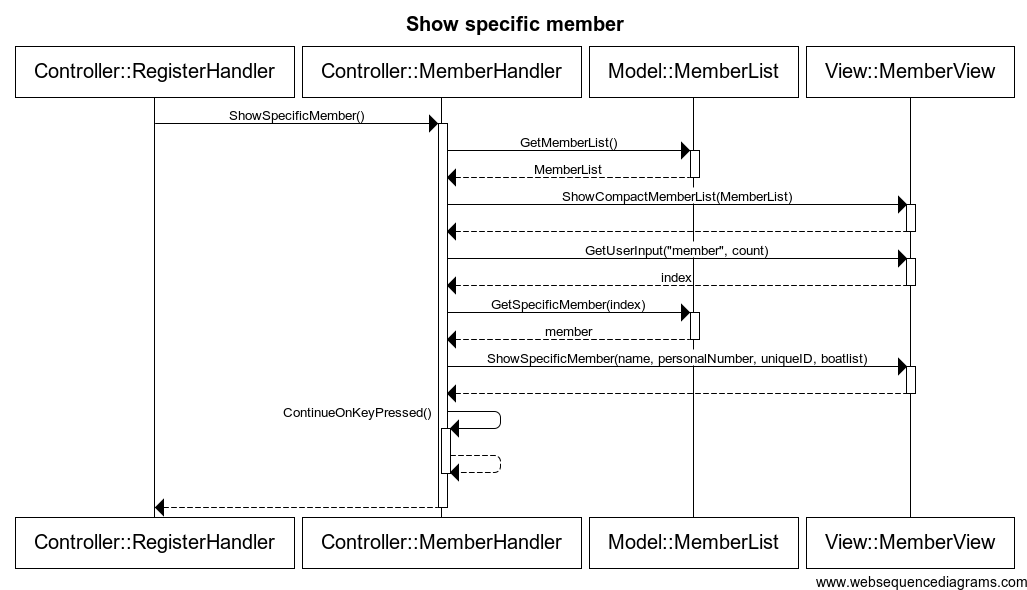 Show specific member
Controller::RegisterHandler
Controller::MemberHandler
Model::MemberList
View::MemberView
ShowSpecificMember()
GetMemberList()
MemberList
ShowCompactMemberList(MemberList)
GetUserInput("member", count)
index
GetSpecificMember(index)
member
ShowSpecificMember(name, personalNumber, uniqueID, boatlist)
ContinueOnKeyPressed()
Controller::RegisterHandler
Controller::MemberHandler
Model::MemberList
View::MemberView
www.websequencediagrams.com